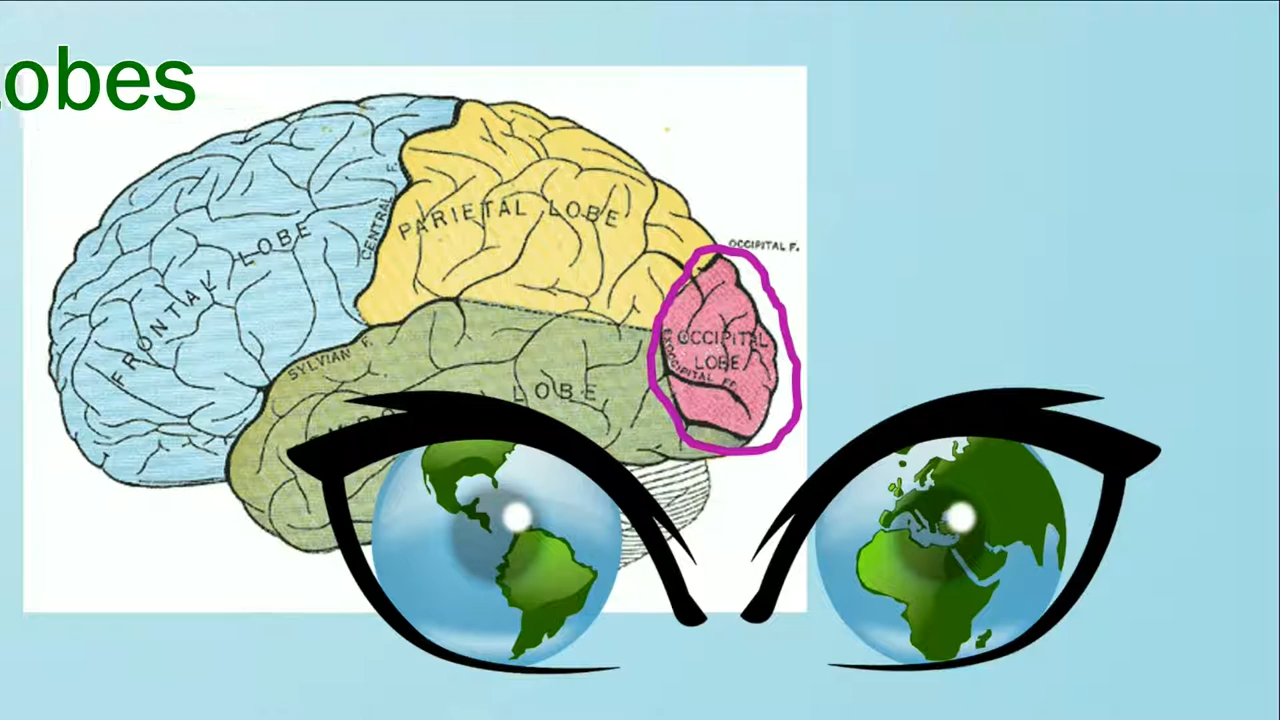 obes
FRONTAL LOBE
CENTRAL F.
PARIETAL LOBE
OCCIPITAL F.
OCCIPITAL
LOBE
SYLVIAN F.
LOBE